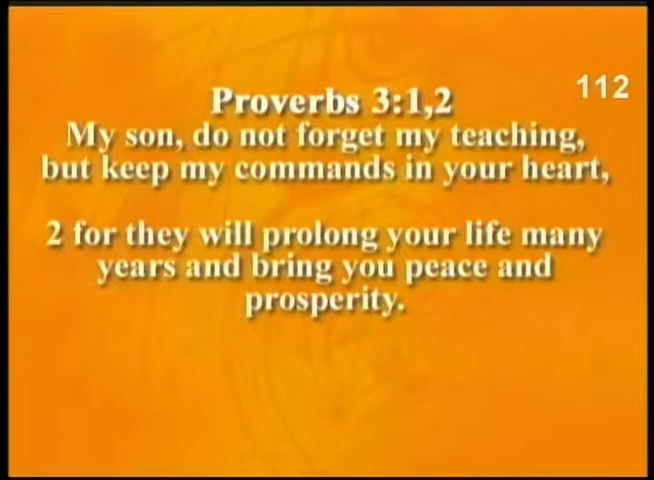 112
Proverbs 3:1,2
My son, do not forget my teaching,
but keep my commands in your heart,
2 for they will prolong your life many
years and bring you peace and
prosperity.